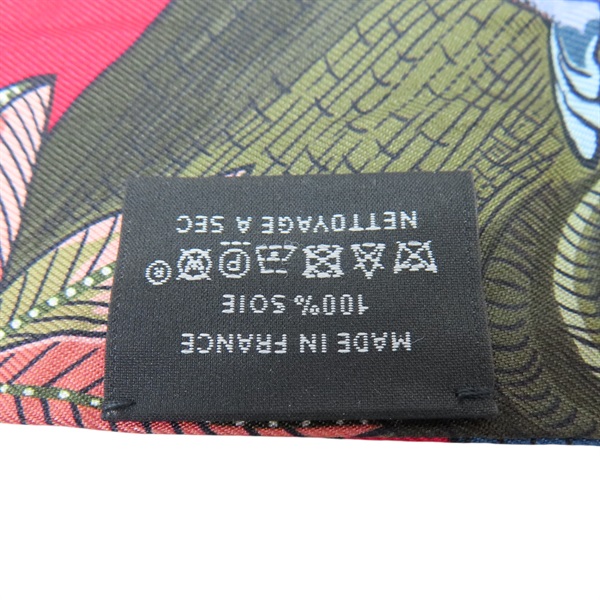 MADE IN FRANCE
100% SOIE
®
P
NETTOYAGE A SEC